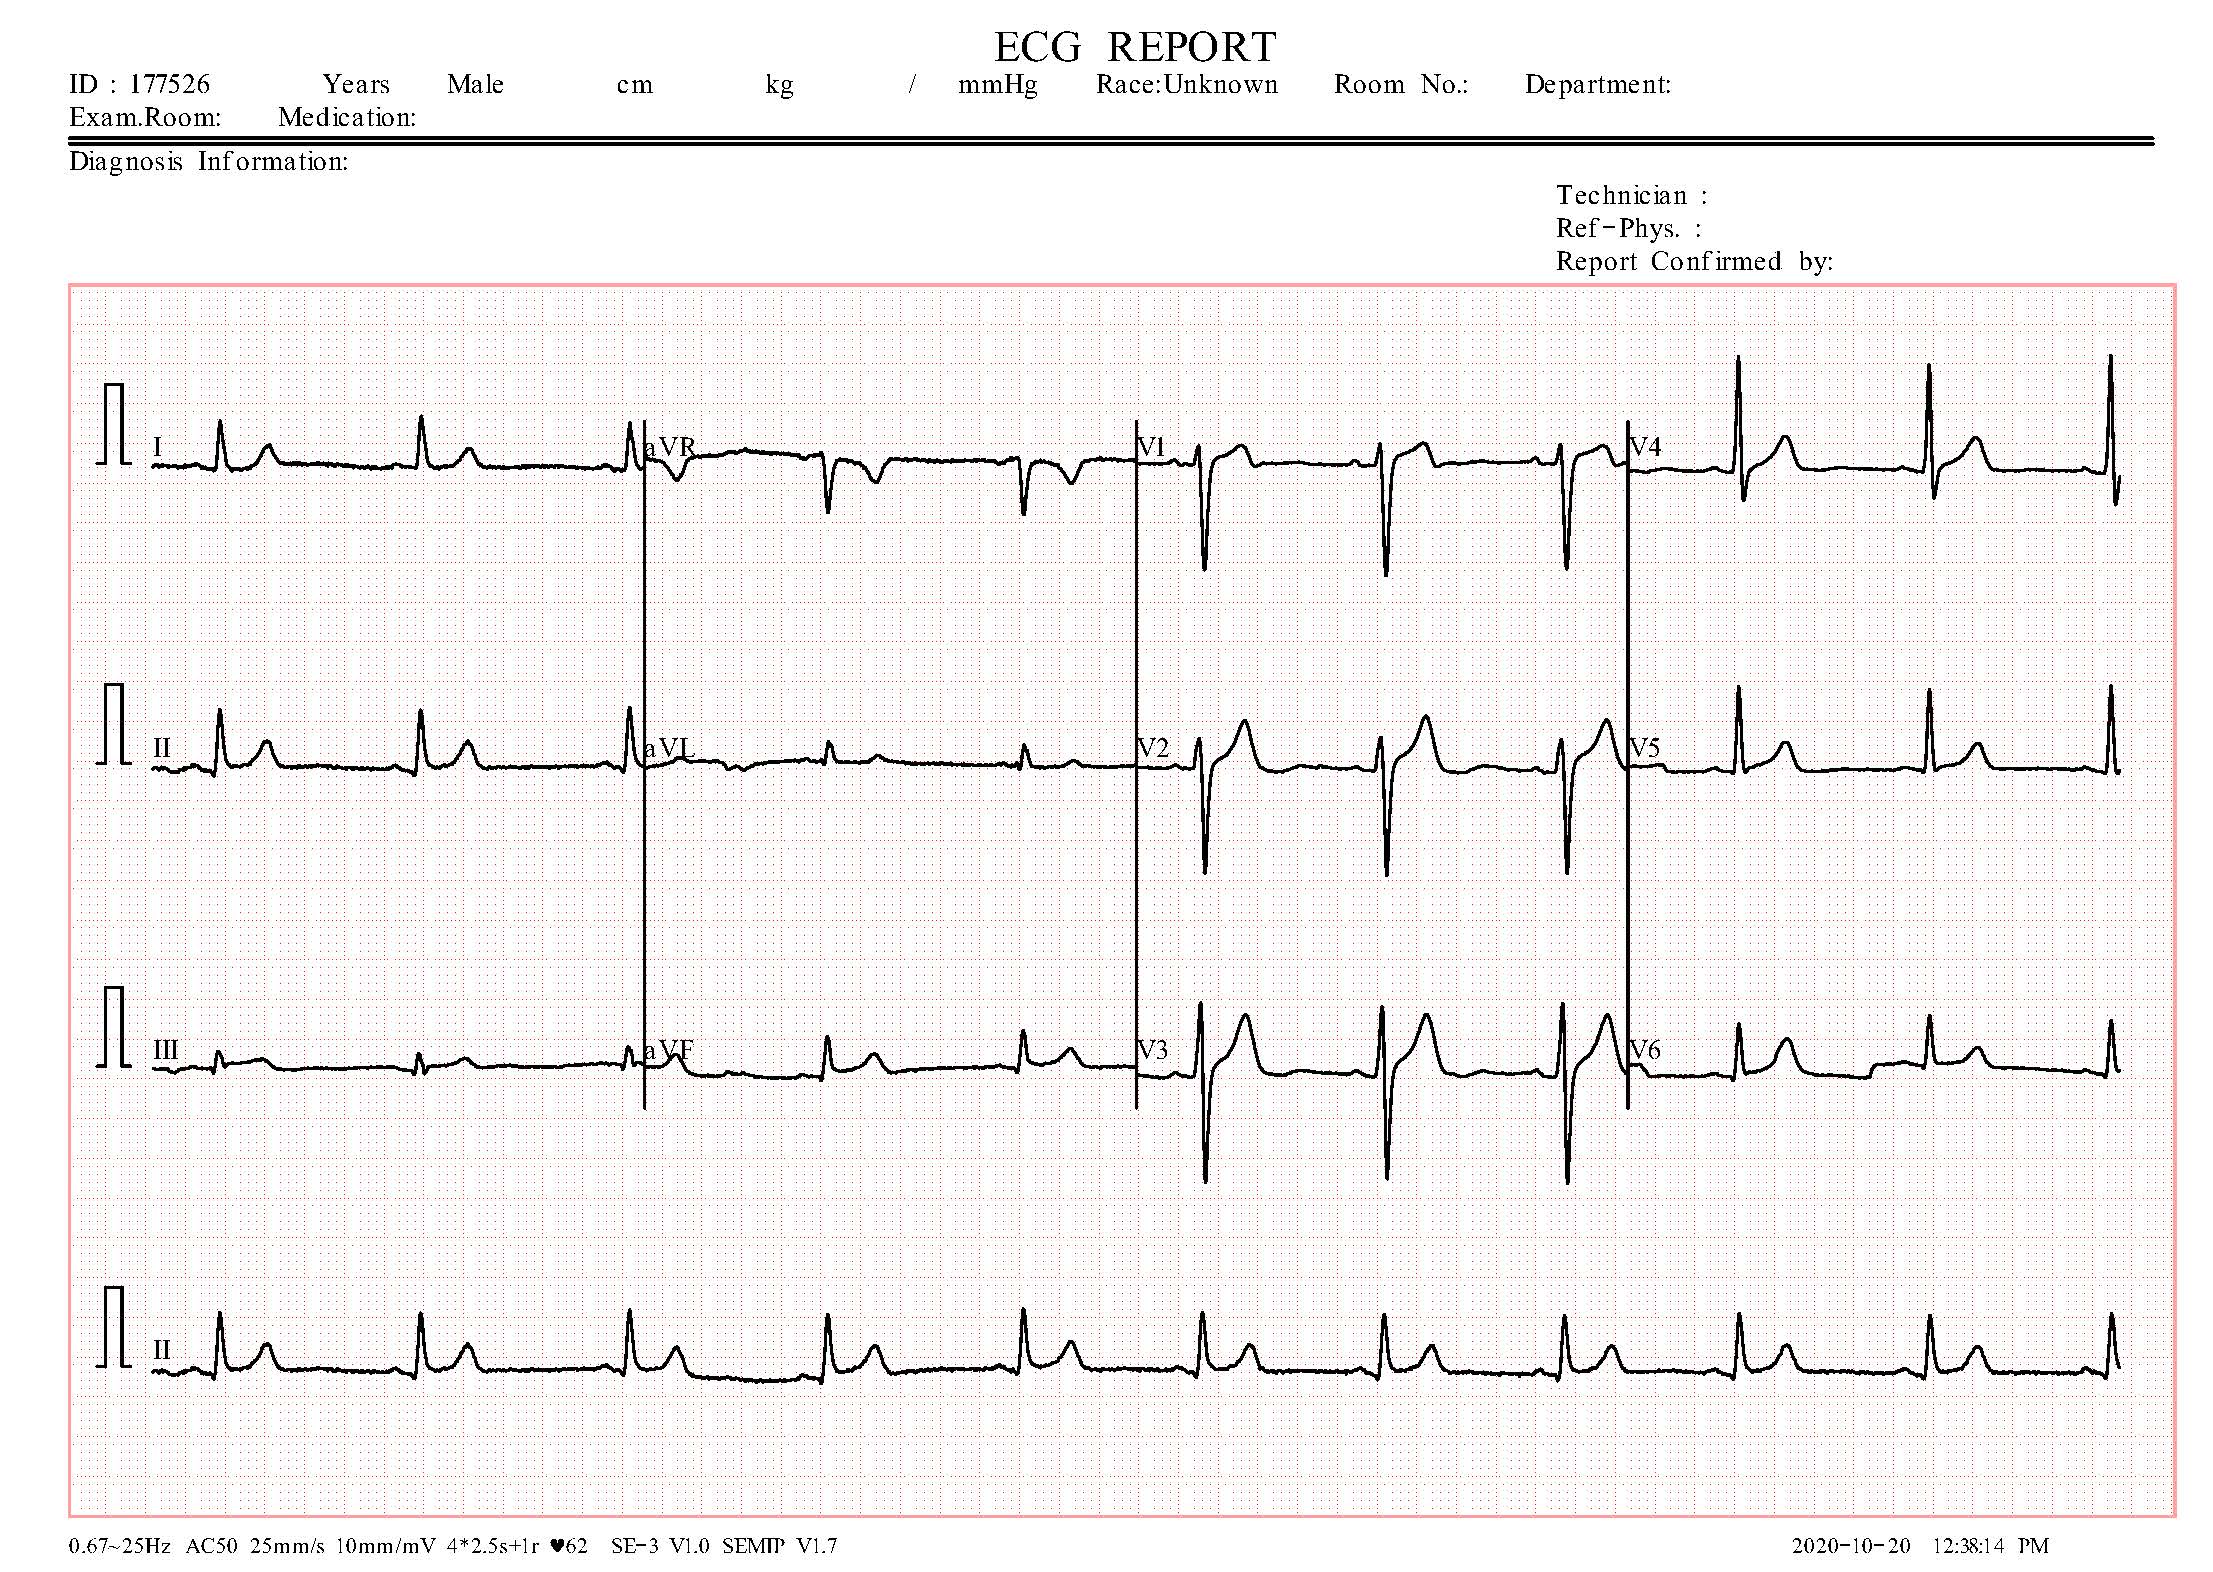 ECG REPORT
ID : 177526 Years Male cm kg / mmHg Race:Unknown Room No.: Department:
Exam.Room: Medication:
Diagnosis Information:
Technician :
Ref-Phys. :
Report Confirmed by:
I aVR V1 V4
II aVL V2 V5
III aVF V3 V6
II
0.67~25Hz AC50 25mm/s 10mm/mV 4*2.5s+1r ♥62 SE-3 V1.0 SEMIP V1.7
2020-10-20 12:38:14 PM